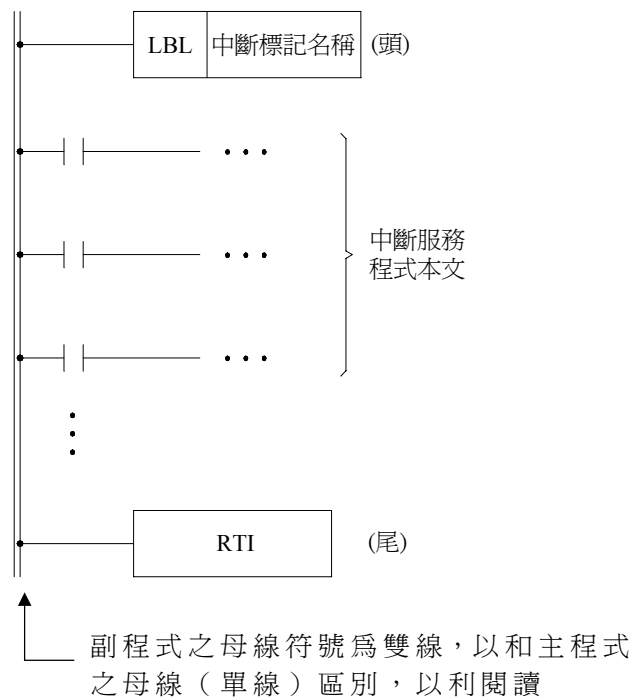 LBL 中斷標記名稱 (頭)
中斷服務
程式本文
RTI (尾)
副程式之母線符號爲雙線，以和主程式
之母線（單線）區別，以利閱讀